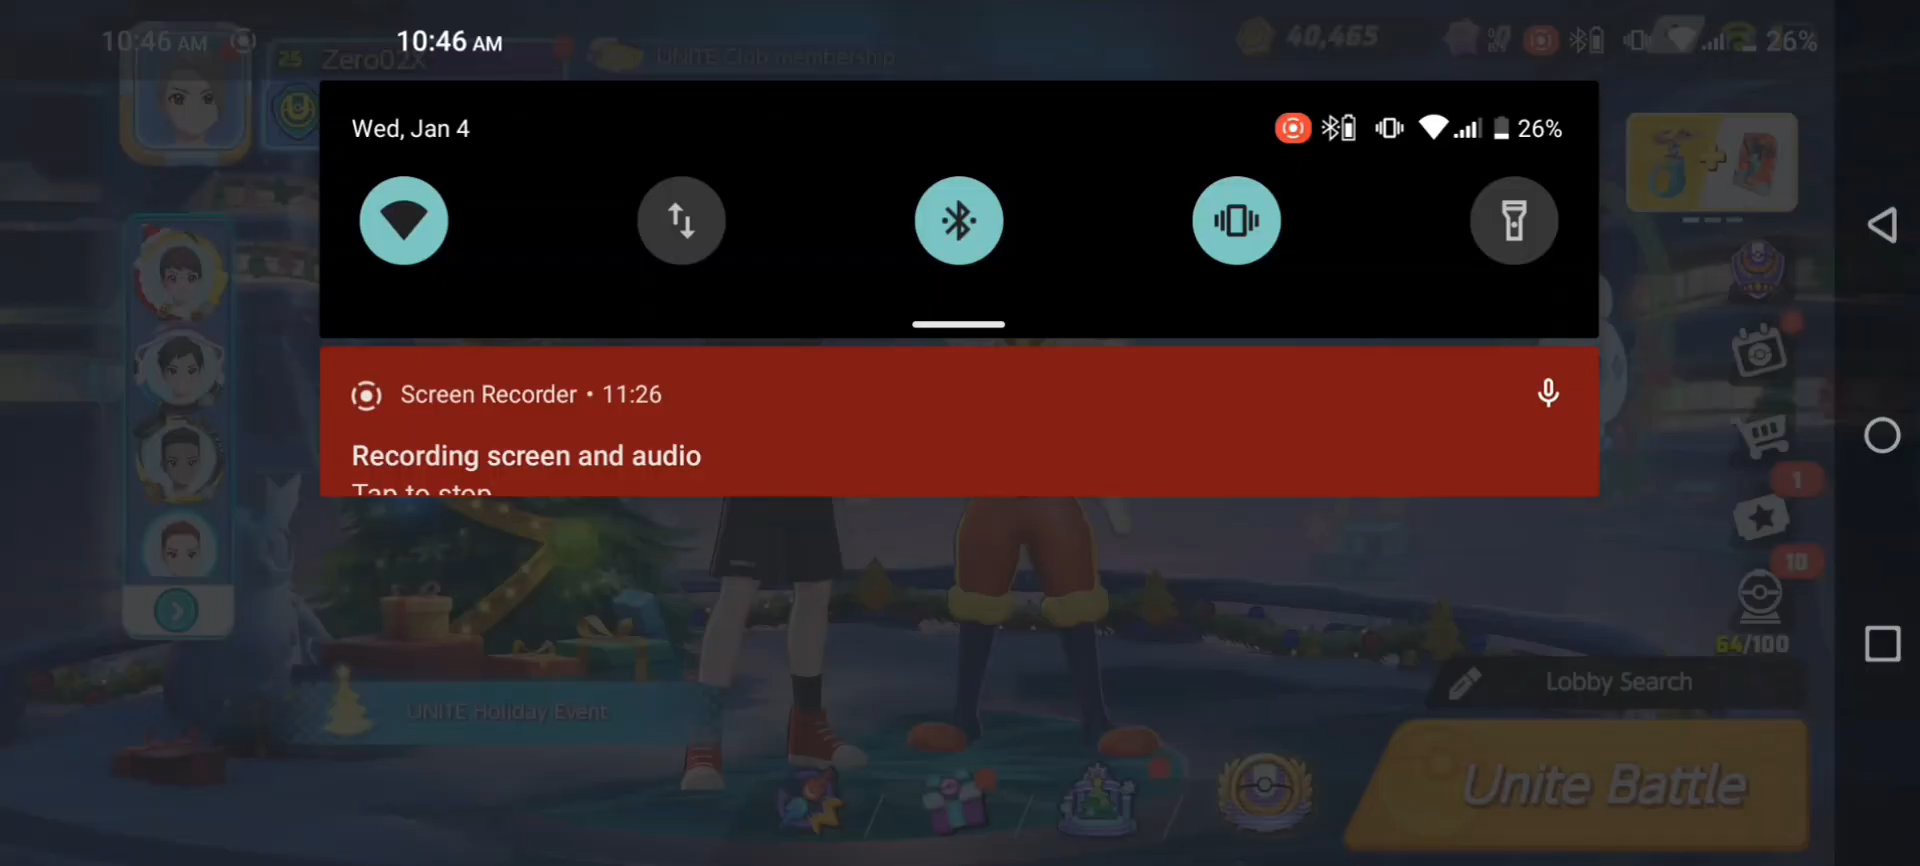 10:46 AM
10:46 AM
40,465
26%
25
Zero02X
UNITE Club membership
Wed, Jan 4
26%
Screen Recorder • 11:26
Recording screen and audio
Tap to stop
1
10
64/100
Lobby Search
UNITE Holiday Event
Unite Battle